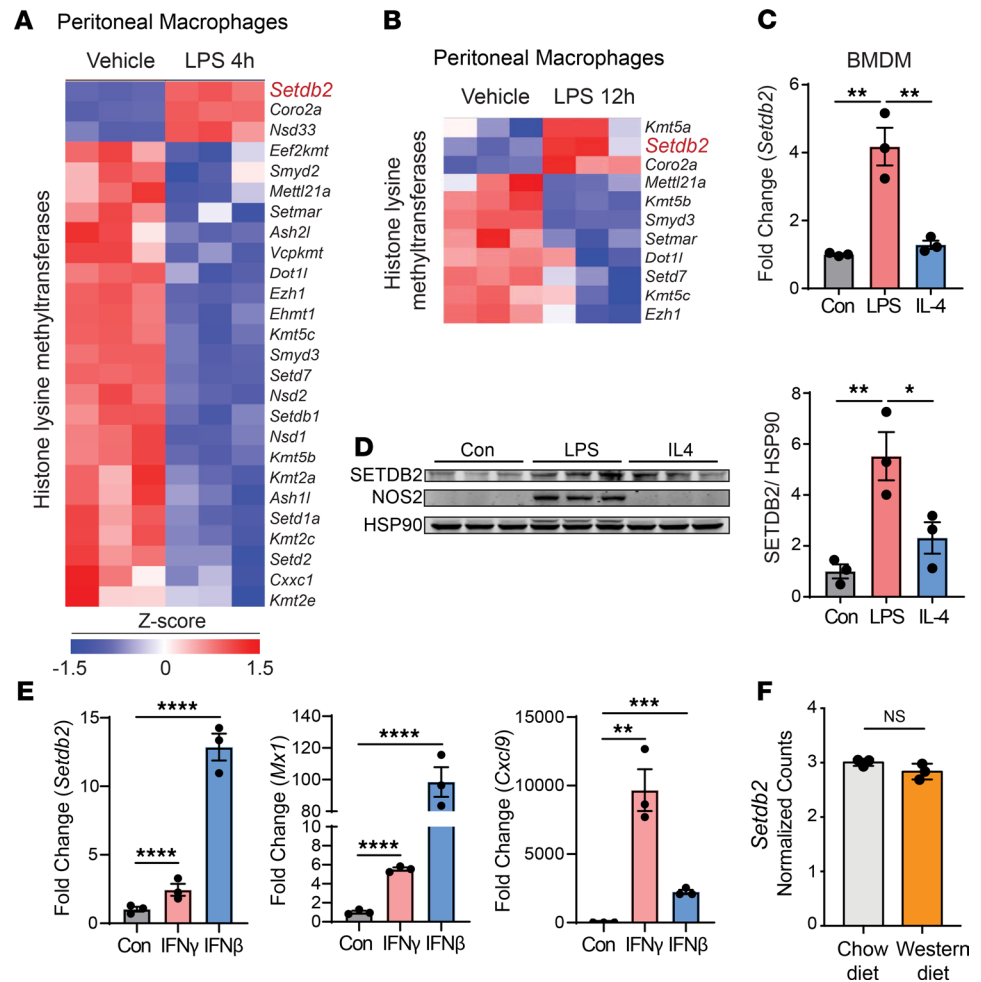 A
Peritoneal Macrophages
Vehicle LPS 4h
Histone lysine methyltransferases
Setdb2
Coro2a
Nsd33
Eef2kmt
Smyd2
Mettl21a
Setmar
Ash2l
Vcpkmt
Dot1l
Ezh1
Ehmt1
Kmt5c
Smyd3
Setd7
Nsd2
Setdb1
Nsd1
Kmt5b
Kmt2a
Ash1l
Setd1a
Kmt2c
Setd2
Cxxc1
Kmt2e
Z-score
-1.5 0 1.5
B
Peritoneal Macrophages
Vehicle LPS 12h
Histone lysine
methyltransferases
Kmt5a
Setdb2
Coro2a
Mettl21a
Kmt5b
Smyd3
Setmar
Dot1l
Setd7
Kmt5c
Ezh1
C
BMDM
Fold Change (Setdb2)
6
4
2
0
** **
Con LPS IL-4
D
Con LPS IL4
SETDB2
NOS2
HSP90
SETDB2/ HSP90
8
6
4
2
0
** *
Con LPS IL-4
E
Fold Change (Setdb2)
15
10
5
0
****
****
Con IFNγ IFNβ
Fold Change (Mx1)
140
120
100
80
10
8
6
4
2
0
****
****
Con IFNγ IFNβ
Fold Change (Cxcl9)
15000
10000
5000
0
***
**
Con IFNγ IFNβ
F
Setdb2
Normalized Counts
4
3
2
1
0
NS
Chow Western
diet diet